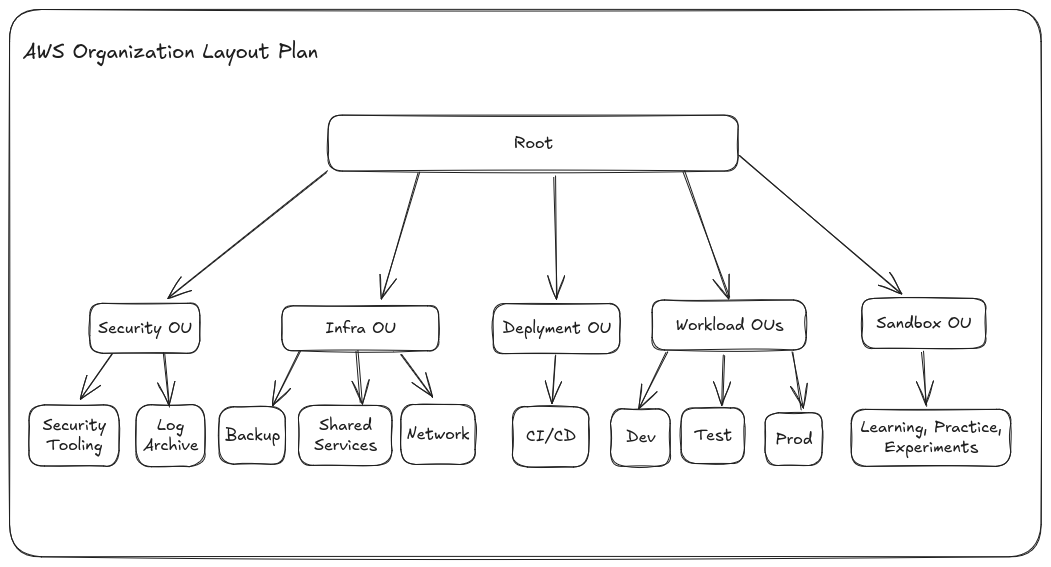 AWS Organization Layout Plan
Root
Security OU
Infra OU
Deplyment OU
Workload OUs
Sandbox OU
Security
Tooling
Log
Archive
Backup
Shared
Services
Network
CI/CD
Dev
Test
Prod
Learning, Practice,
Experiments